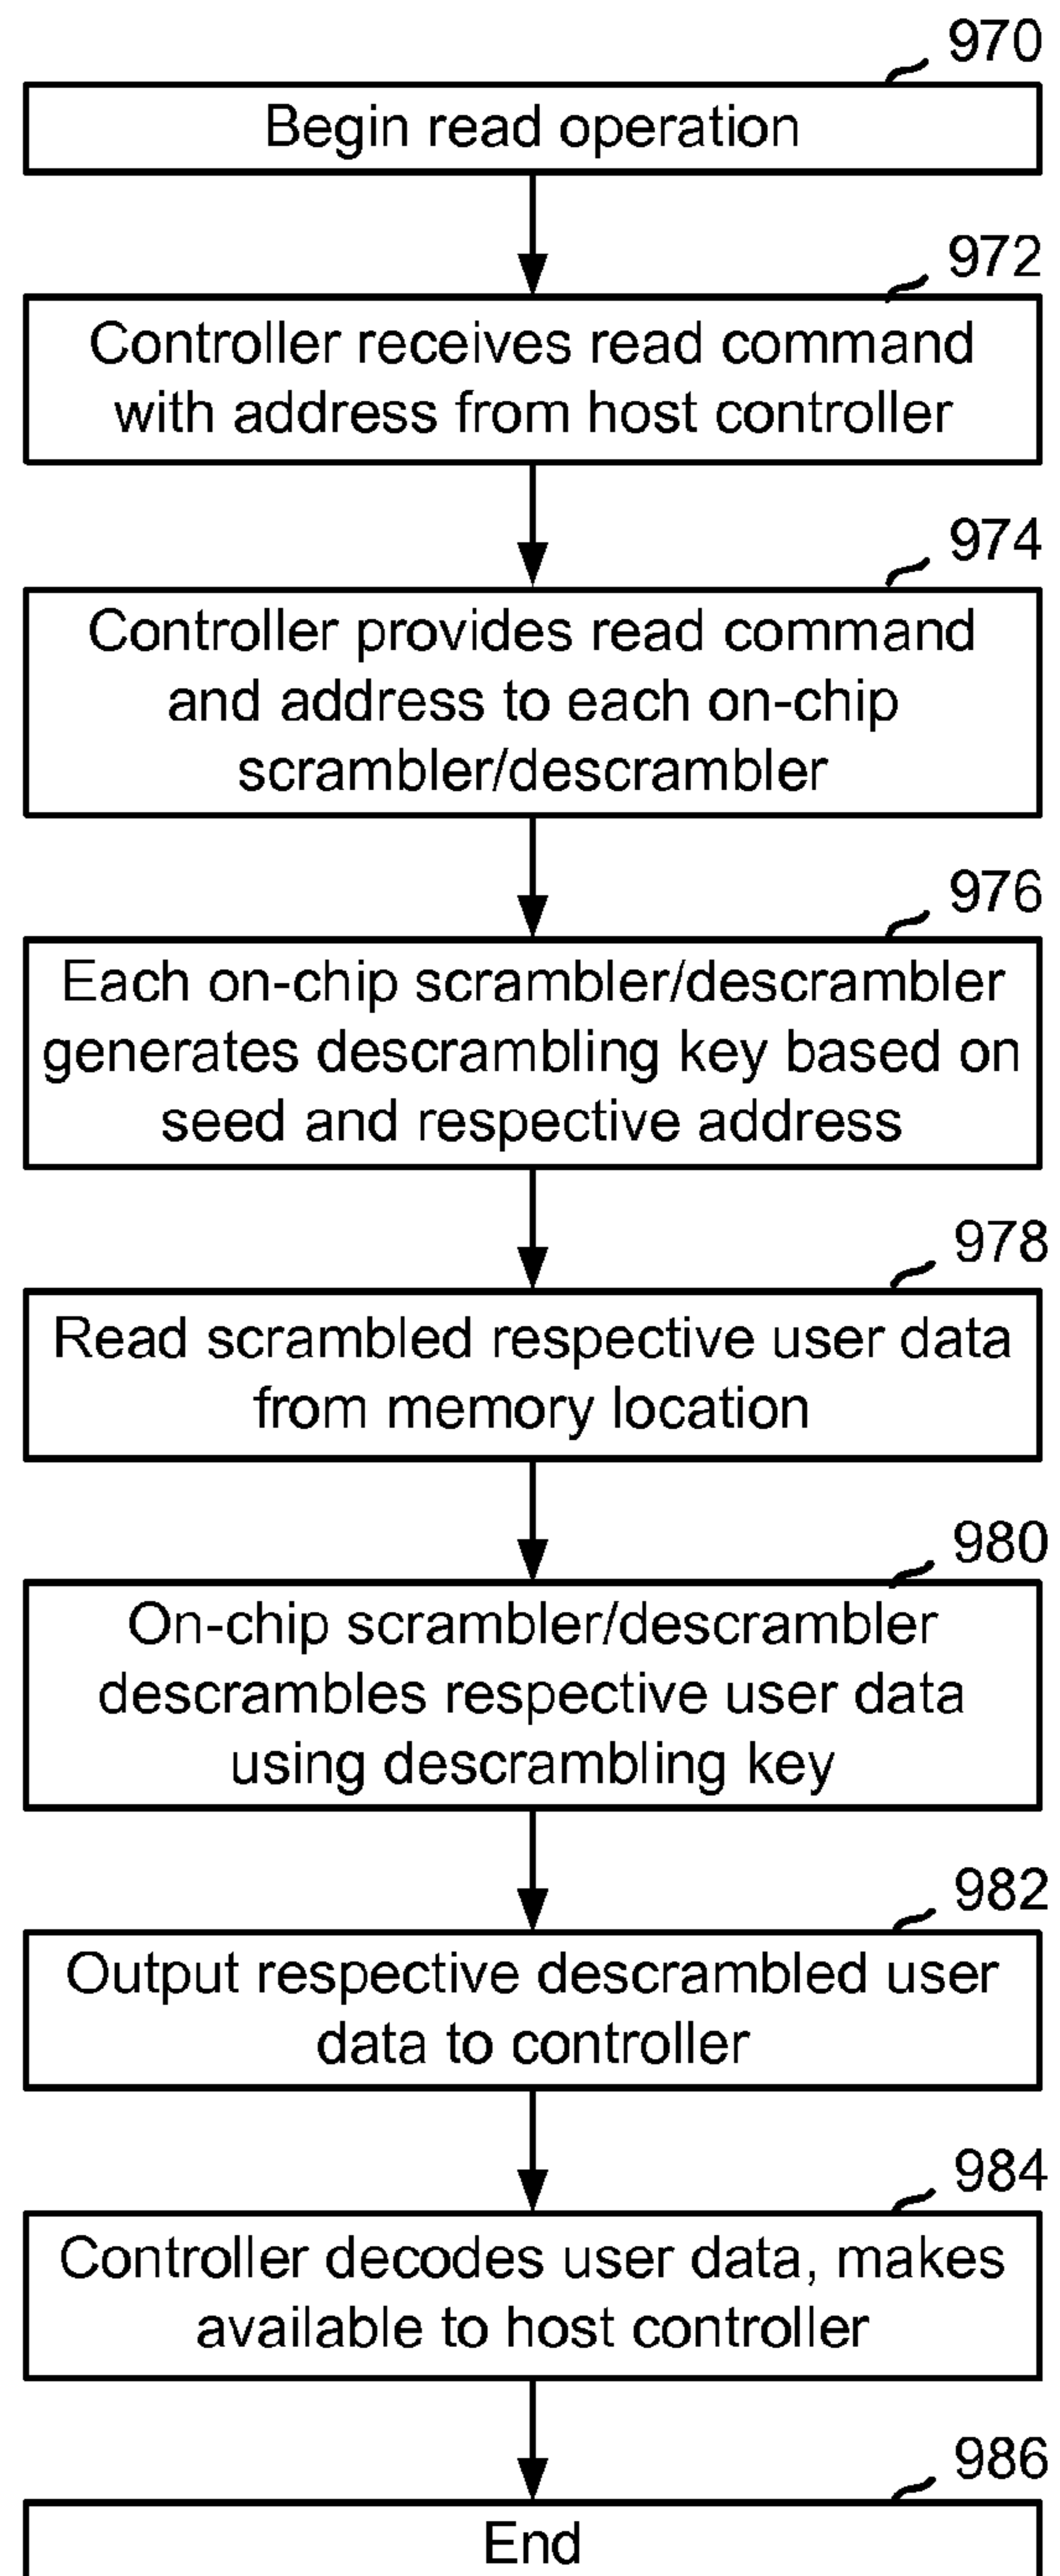 970
Begin read operation
972
Controller receives read command
with address from host controller
974
Controller provides read command
and address to each on-chip
scrambler/descrambler
976
Each on-chip scrambler/descrambler
generates descrambling key based on
seed and respective address
978
Read scrambled respective user data
from memory location
980
On-chip scrambler/descrambler
descrambles respective user data
using descrambling key
982
Output respective descrambled user
data to controller
984
Controller decodes user data, makes
available to host controller
986
End